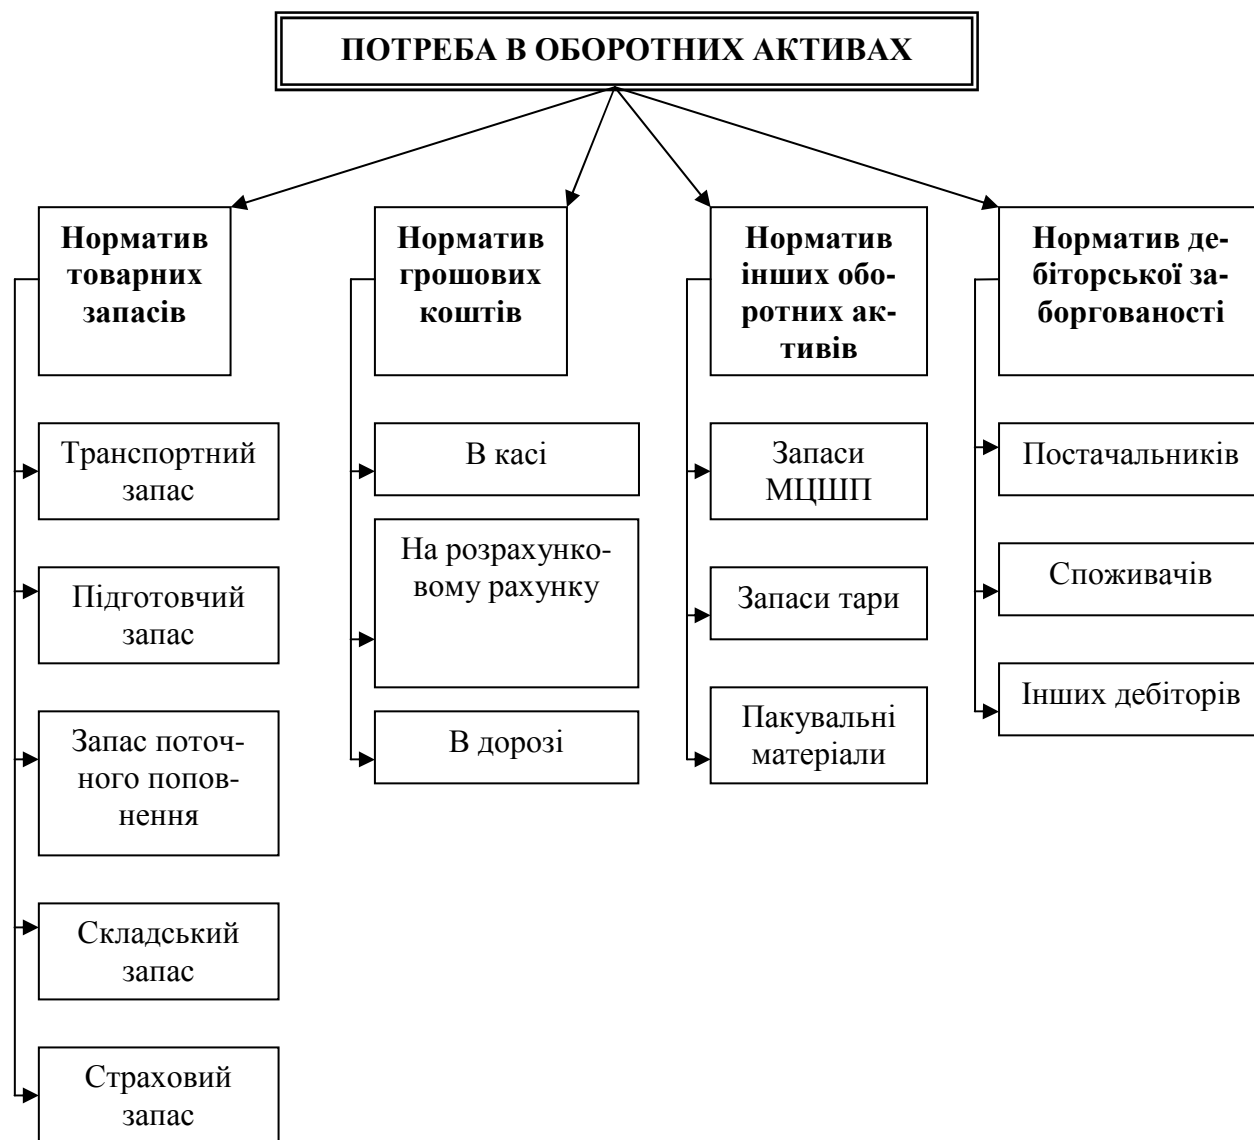 ПОТРЕБА В ОБОРОТНИХ АКТИВАХ
Норматив
товарних
запасів
Транспортний
запас
Підготовчий
запас
Запас поточ-
ного попов-
нення
Складський
запас
Страховий
запас
Норматив
грошових
коштів
В касі
На розрахунко-
вому рахунку
В дорозі
Норматив
інших обо-
ротних ак-
тивів
Запаси
МЦШП
Запаси тари
Пакувальні
матеріали
Норматив де-
біторської за-
боргованості
Постачальників
Споживачів
Інших дебіторів